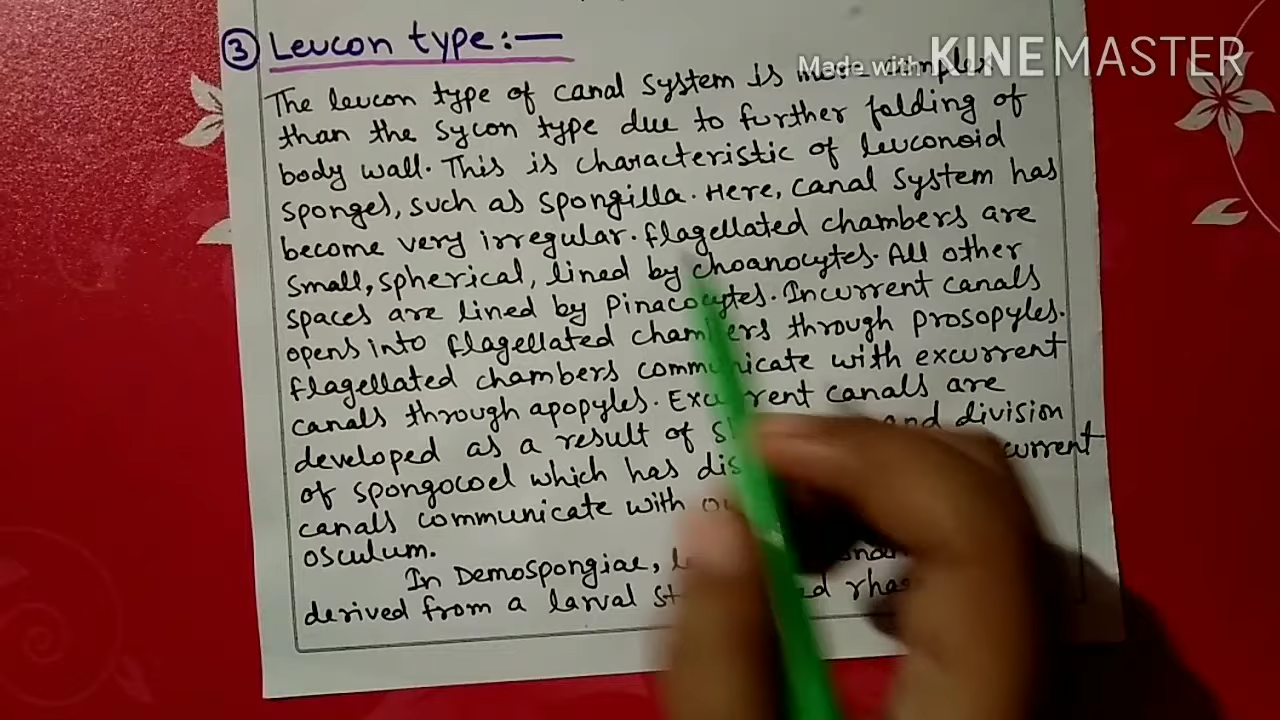 Made with KINEMASTER
③ Leucon type:—
The leucon type of canal system is more complex
than the sycon type due to further folding of
body wall. This is characteristic of leuconoid
sponges, such as spongilla. Here, canal system has
become very irregular. flagellated chambers are
small, spherical, lined by choanocytes. All other
spaces are lined by Pinacocytes. Incurrent canals
opens into flagellated chambers through prosopyles.
flagellated chambers communicate with excurrent
canals through apopyles. Excurrent canals are
developed as a result of and division
of spongocoel which has current
canals communicate with
osculum.
In Demospongiae,
derived from a larval